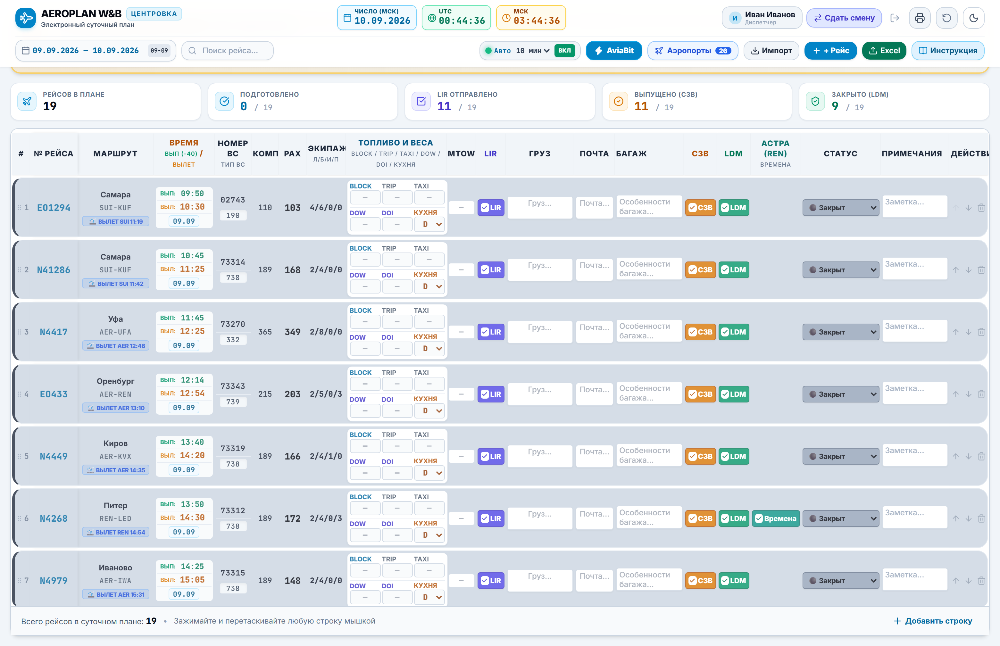 AEROPLAN W&B ЦЕНТРОВКА
Электронный суточный план
ЧИСЛО (МСК)
10.09.2026
UTC
00:44:36
МСК
03:44:36
И Иван Иванов
Диспетчер
Сдать смену
09.09.2026 — 10.09.2026 09-09
Поиск рейса...
Авто 10 мин ВКЛ
AviaBit
Аэропорты 26
Импорт
+ Рейс
Excel
Инструкция
РЕЙСОВ В ПЛАНЕ
19
ПОДГОТОВЛЕНО
0 / 19
LIR ОТПРАВЛЕНО
11 / 19
ВЫПУЩЕНО (СЗВ)
11 / 19
ЗАКРЫТО (LDM)
9 / 19
# № РЕЙСА МАРШРУТ ВРЕМЯ ВЫП (-40) / ВЫЛЕТ НОМЕР ВС ТИП ВС КОМП PAX ЭКИПАЖ Л/Б/И/П ТОПЛИВО И ВЕСА BLOCK / TRIP / TAXI / DOW / DOI / КУХНЯ MTOW LIR ГРУЗ ПОЧТА БАГАЖ СЗВ LDM АСТРА (REN) ВРЕМЕНА СТАТУС ПРИМЕЧАНИЯ ДЕЙСТВИ
1 EO1294 Самара SUI-KUF ВЫЛЕТ SUI 11:19 ВЫП: 09:50 ВЫЛ: 10:30 09.09 02743 190 110 103 4/6/0/0 BLOCK – TRIP – TAXI – DOW – DOI – КУХНЯ D – LIR Груз... Почта... Особенности багажа... СЗВ LDM Закрыт Заметка...
2 N41286 Самара SUI-KUF ВЫЛЕТ SUI 11:42 ВЫП: 10:45 ВЫЛ: 11:25 09.09 73314 738 189 168 2/4/0/0 BLOCK – TRIP – TAXI – DOW – DOI – КУХНЯ D – LIR Груз... Почта... Особенности багажа... СЗВ LDM Закрыт Заметка...
3 N4417 Уфа AER-UFA ВЫЛЕТ AER 12:46 ВЫП: 11:45 ВЫЛ: 12:25 09.09 73270 332 365 349 2/8/0/0 BLOCK – TRIP – TAXI – DOW – DOI – КУХНЯ D – LIR Груз... Почта... Особенности багажа... СЗВ LDM Закрыт Заметка...
4 EO433 Оренбург AER-REN ВЫЛЕТ AER 13:10 ВЫП: 12:14 ВЫЛ: 12:54 09.09 73343 739 215 203 2/5/0/3 BLOCK – TRIP – TAXI – DOW – DOI – КУХНЯ D – LIR Груз... Почта... Особенности багажа... СЗВ LDM Закрыт Заметка...
5 N4449 Киров AER-KVX ВЫЛЕТ AER 14:35 ВЫП: 13:40 ВЫЛ: 14:20 09.09 73319 738 189 166 2/4/1/0 BLOCK – TRIP – TAXI – DOW – DOI – КУХНЯ D – LIR Груз... Почта... Особенности багажа... СЗВ LDM Закрыт Заметка...
6 N4268 Питер REN-LED ВЫЛЕТ REN 14:54 ВЫП: 13:50 ВЫЛ: 14:30 09.09 73312 738 189 172 2/4/0/3 BLOCK – TRIP – TAXI – DOW – DOI – КУХНЯ D – LIR Груз... Почта... Особенности багажа... СЗВ LDM Времена Закрыт Заметка...
7 N4979 Иваново AER-IWA ВЫЛЕТ AER 15:31 ВЫП: 14:25 ВЫЛ: 15:05 09.09 73315 738 189 148 2/4/0/0 BLOCK – TRIP – TAXI – DOW – DOI – КУХНЯ D – LIR Груз... Почта... Особенности багажа... СЗВ LDM Закрыт Заметка...
Всего рейсов в суточном плане: 19 • Зажимайте и перетаскивайте любую строку мышкой
Добавить строку